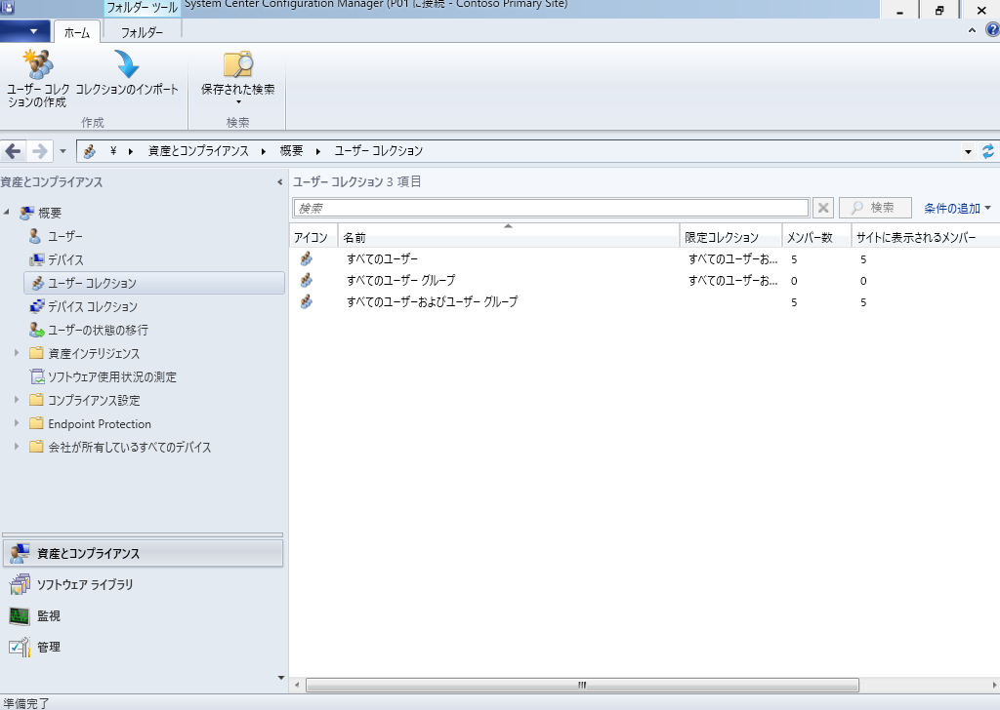 フォルダー ツール
System Center Configuration Manager (P01 に接続 - Contoso Primary Site)
ホーム
フォルダー
ユーザー コレク
ションの作成
コレクションのインポート
保存された検索
作成
検索
¥
資産とコンプライアンス
概要
ユーザー コレクション
資産とコンプライアンス
ユーザー コレクション 3 項目
検索
検索
条件の追加
概要
ユーザー
デバイス
ユーザー コレクション
デバイス コレクション
ユーザーの状態の移行
資産インテリジェンス
ソフトウェア使用状況の測定
コンプライアンス設定
Endpoint Protection
会社が所有しているすべてのデバイス
アイコン 名前 限定コレクション メンバー数 サイトに表示されるメンバー
すべてのユーザー すべてのユーザーお... 5 5
すべてのユーザー グループ すべてのユーザーお... 0 0
すべてのユーザーおよびユーザー グループ 5 5
資産とコンプライアンス
ソフトウェア ライブラリ
監視
管理
準備完了